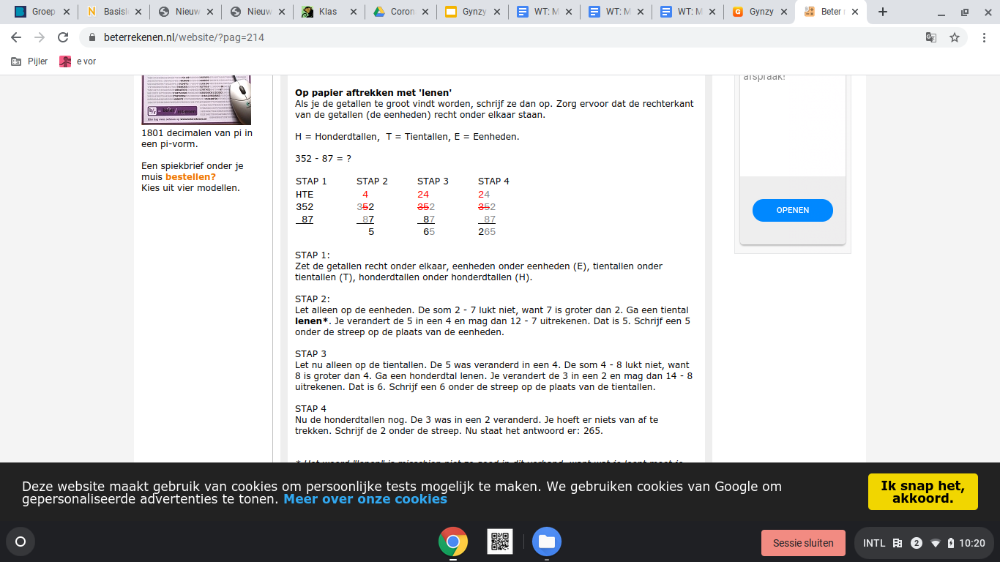 Groep
Basisl
Nieuw
Nieuw
Klas
Coron
Gynzy
WT: M
WT: M
WT: M
Gynzy
Beter r
beterrekenen.nl/website/?pag=214
Pijler
e vor
1801 decimalen van pi in
een pi-vorm.
Een spiekbrief onder je
muis bestellen?
Kies uit vier modellen.
Op papier aftrekken met 'lenen'
Als je de getallen te groot vindt worden, schrijf ze dan op. Zorg ervoor dat de rechterkant
van de getallen (de eenheden) recht onder elkaar staan.
H = Honderdtallen, T = Tientallen, E = Eenheden.
352 - 87 = ?
STAP 1 STAP 2 STAP 3 STAP 4
HTE 4 24 24
352 352 352 352
87 87 87 87
5 65 265
STAP 1:
Zet de getallen recht onder elkaar, eenheden onder eenheden (E), tientallen onder
tientallen (T), honderdtallen onder honderdtallen (H).
STAP 2:
Let alleen op de eenheden. De som 2 - 7 lukt niet, want 7 is groter dan 2. Ga een tiental
lenen*. Je verandert de 5 in een 4 en mag dan 12 - 7 uitrekenen. Dat is 5. Schrijf een 5
onder de streep op de plaats van de eenheden.
STAP 3
Let nu alleen op de tientallen. De 5 was veranderd in een 4. De som 4 - 8 lukt niet, want
8 is groter dan 4. Ga een honderdtal lenen. Je verandert de 3 in een 2 en mag dan 14 - 8
uitrekenen. Dat is 6. Schrijf een 6 onder de streep op de plaats van de tientallen.
STAP 4
Nu de honderdtallen nog. De 3 was in een 2 veranderd. Je hoeft er niets van af te
trekken. Schrijf de 2 onder de streep. Nu staat het antwoord er: 265.
afspraak!
OPENEN
Deze website maakt gebruik van cookies om persoonlijke tests mogelijk te maken. We gebruiken cookies van Google om
gepersonaliseerde advertenties te tonen. Meer over onze cookies
Ik snap het,
akkoord.
Sessie sluiten
INTL 2 10:20